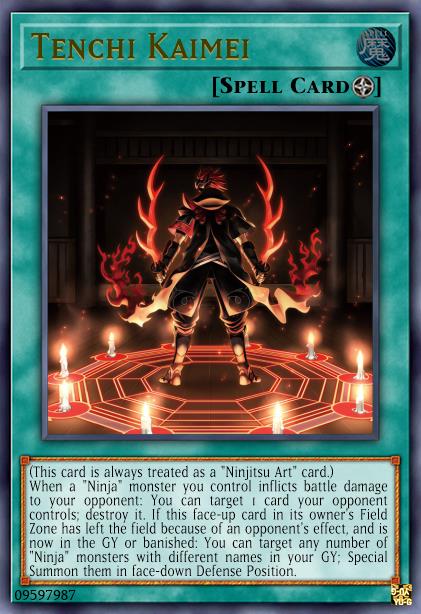 Tenchi Kaimei
魔
[Spell Card]
(This card is always treated as a "Ninjitsu Art" card.)
When a "Ninja" monster you control inflicts battle damage
to your opponent: You can target 1 card your opponent
controls; destroy it. If this face-up card in its owner's Field
Zone has left the field because of an opponent's effect, and is
now in the GY or banished: You can target any number of
"Ninja" monsters with different names in your GY; Special
Summon them in face-down Defense Position.
09597987